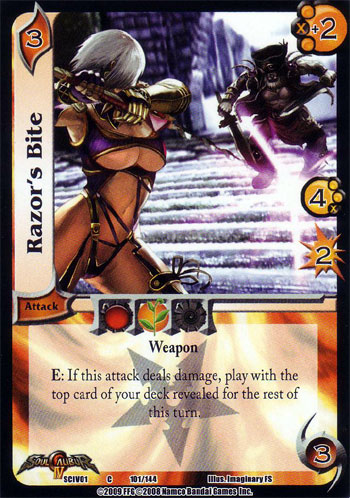 3
X+2
Razor's Bite
4X
2
Attack
Weapon
E: If this attack deals damage, play with the
top card of your deck revealed for the rest of
this turn.
3
SOULCALIBUR
IV
SCIV01 C 101/144 Illus. Imaginary FS
©2009 FFG ©2008 Namco Bandai Games Inc.